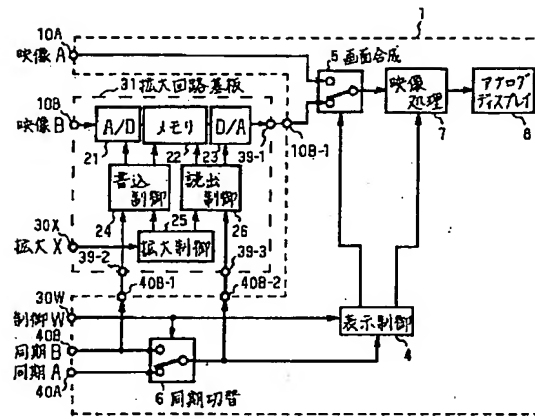 1
10A
映像A
5 画面合成
映像
処理
7
アナログ
ディスプレイ
8
31 拡大回路基板
10B
映像B
A/D
メモリ
D/A
39-1
10B-1
21
22
23
書込
制御
読出
制御
24
25
26
30X
拡大X
拡大制御
39-2
39-3
40B-1
40B-2
30W
制御W
表示制御
4
40B
同期B
同期A
40A
6 同期切替